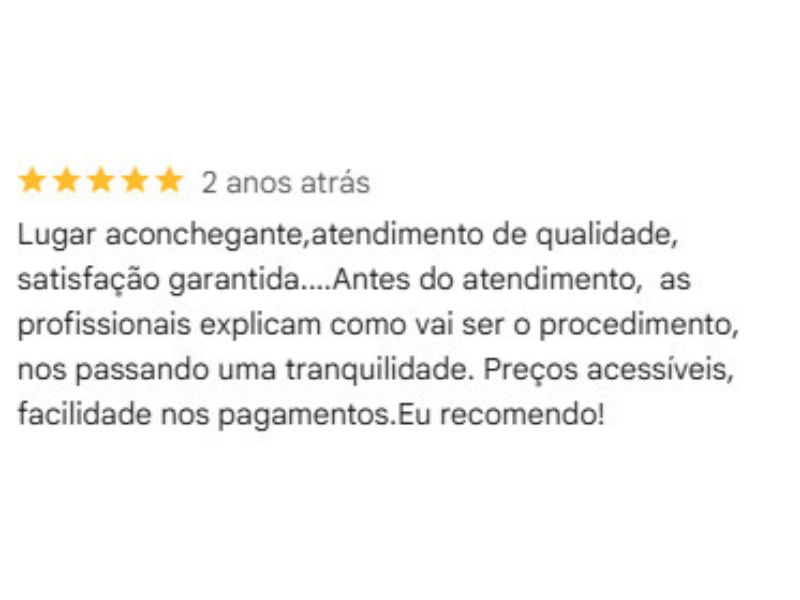 2 anos atrás
Lugar aconchegante,atendimento de qualidade,
satisfação garantida....Antes do atendimento,  as
profissionais explicam como vai ser o procedimento,
nos passando uma tranquilidade. Preços acessíveis,
facilidade nos pagamentos.Eu recomendo!